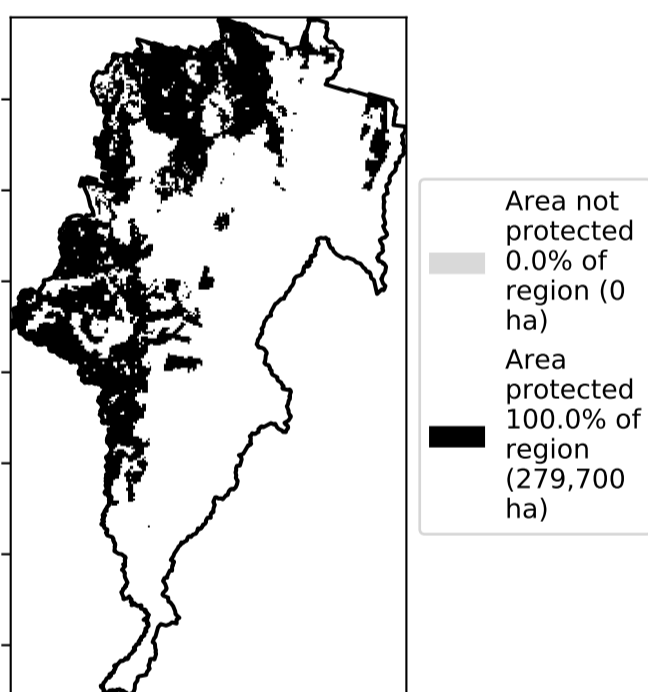 Area not
protected
0.0% of
region (0
ha)
Area
protected
100.0% of
region
(279,700
ha)